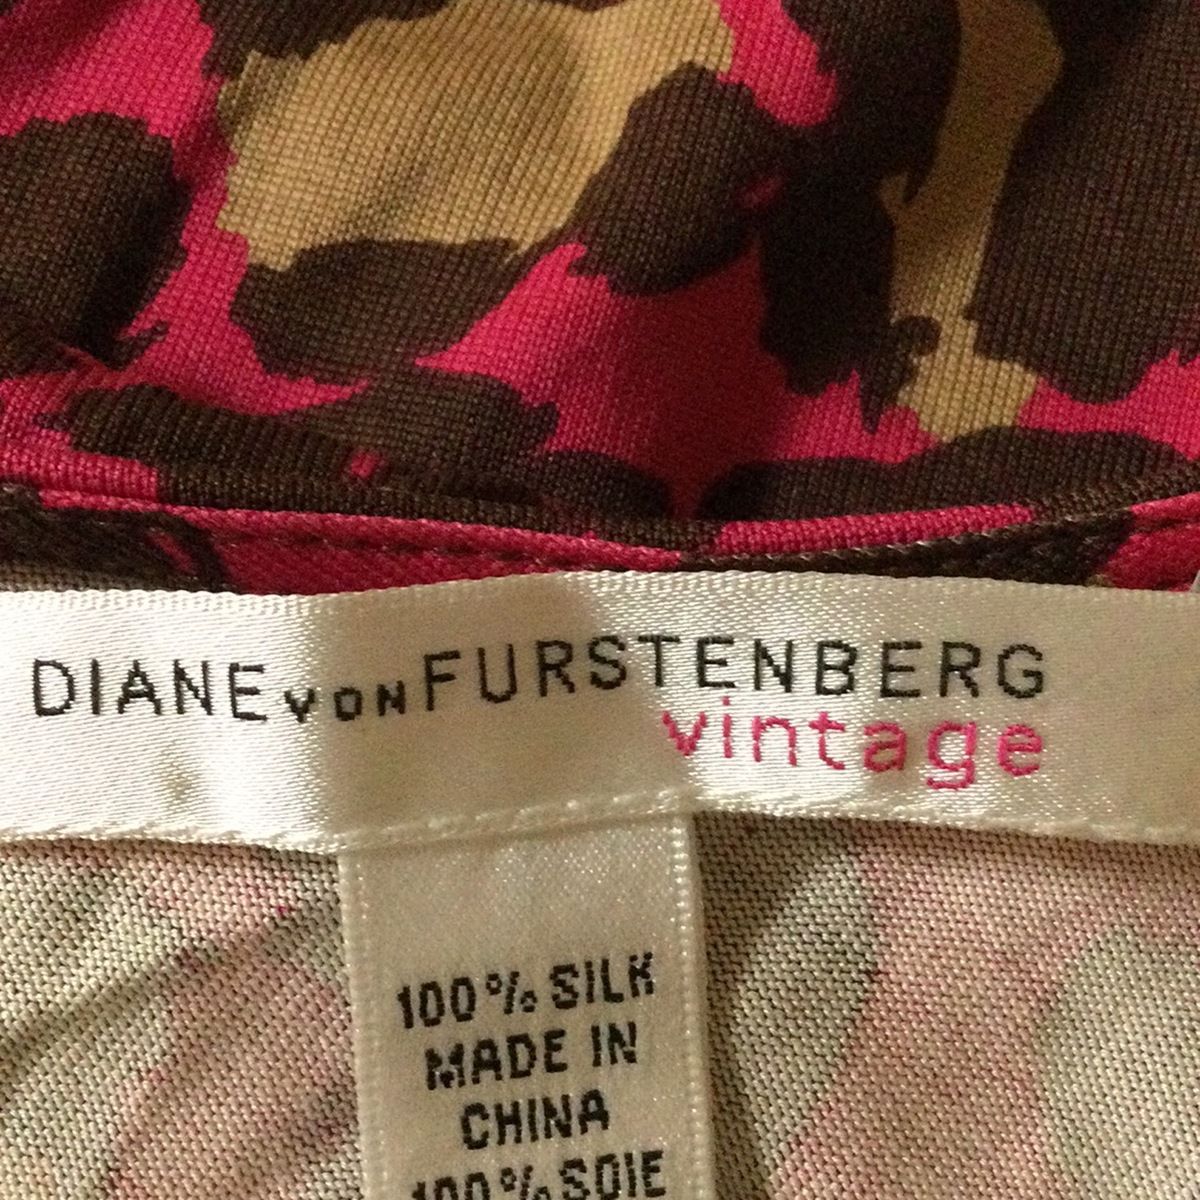 DIANE VON FURSTENBERG
vintage
100% SILK
MADE IN
CHINA
100% SOIE